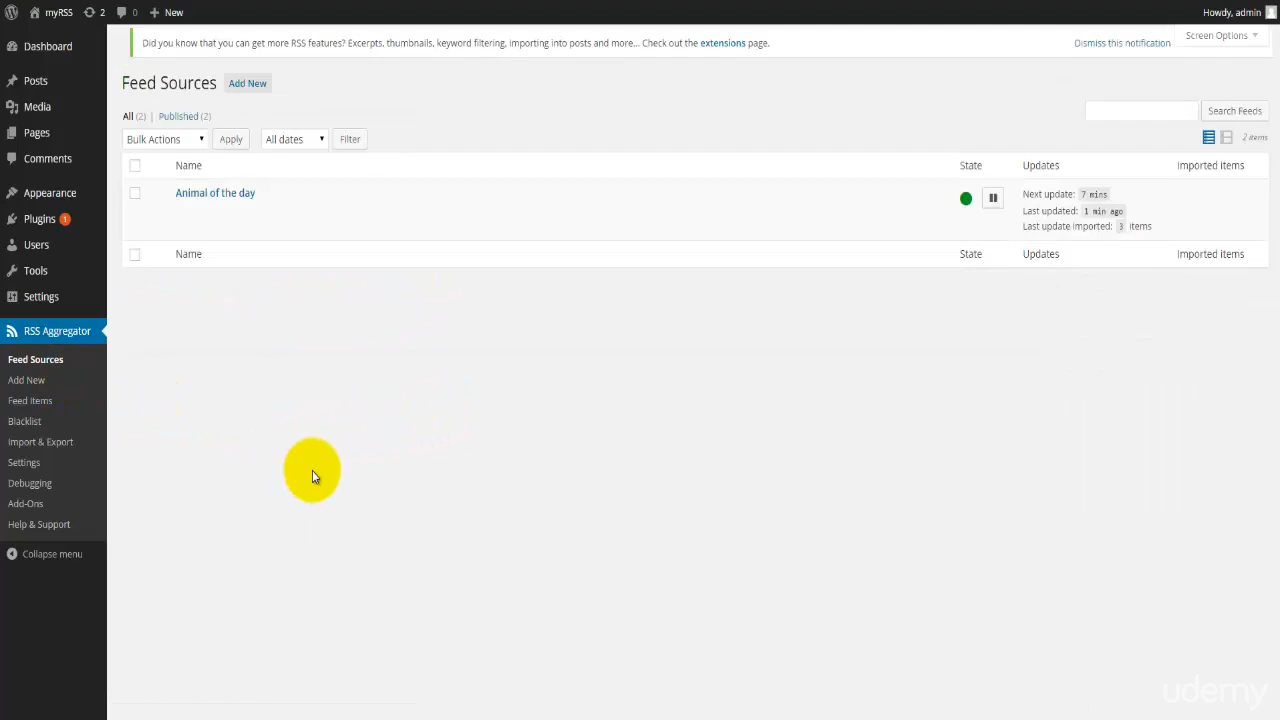 myRSS 2 0 + New Howdy, admin
Did you know that you can get more RSS features? Excerpts, thumbnails, keyword filtering, importing into posts and more... Check out the extensions page. Dismiss this notification Screen Options
Dashboard
Posts
Media
Pages
Comments
Appearance
Plugins 1
Users
Tools
Settings
RSS Aggregator
Feed Sources
Add New
Feed Items
Blacklist
Import & Export
Settings
Debugging
Add-Ons
Help & Support
Collapse menu
Feed Sources Add New
All (2) | Published (2)
Search Feeds
Bulk Actions Apply All dates Filter 2 items
Name State Updates Imported items
Animal of the day Next update: 7 mins
Last updated: 1 min ago
Last update imported: 3 items
Name State Updates Imported items
udemy